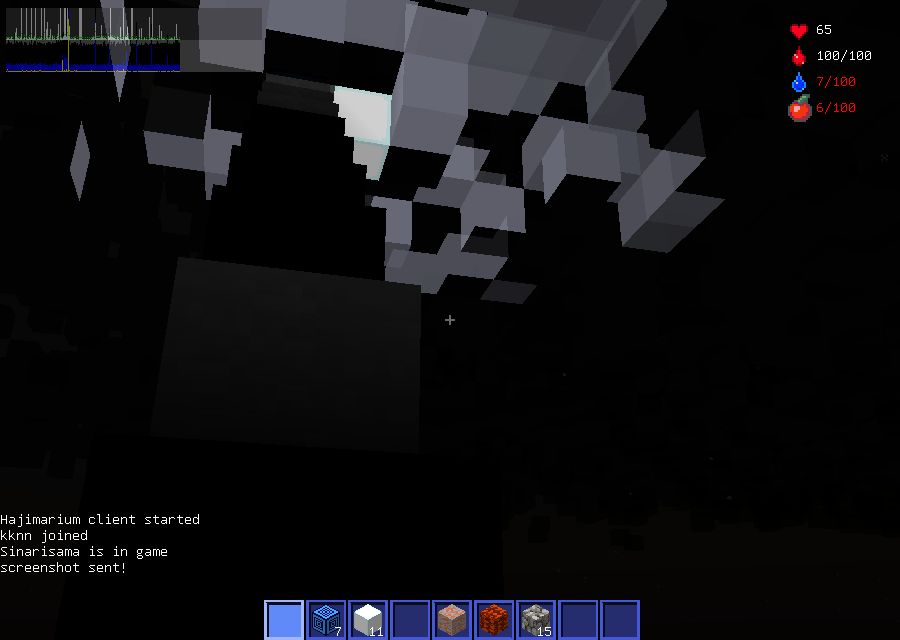 65
100/100
7/100
6/100
Hajimarium client started
kknn joined
Sinarisama is in game
screenshot sent!
7
11
15